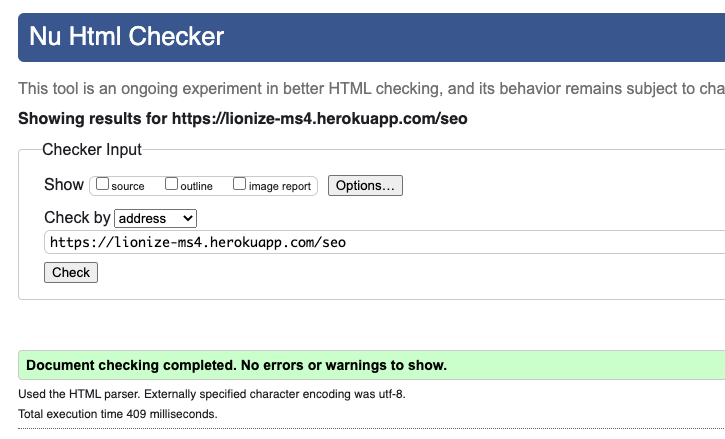 Nu Html Checker
This tool is an ongoing experiment in better HTML checking, and its behavior remains subject to cha
Showing results for https://lionize-ms4.herokuapp.com/seo
Checker Input
Show source outline image report Options...
Check by address
https://lionize-ms4.herokuapp.com/seo
Check
Document checking completed. No errors or warnings to show.
Used the HTML parser. Externally specified character encoding was utf-8.
Total execution time 409 milliseconds.